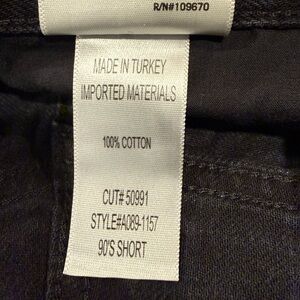 R/N#109670
MADE IN TURKEY
IMPORTED MATERIALS
100% COTTON
CUT# 50991
STYLE#A089-1157
90'S SHORT